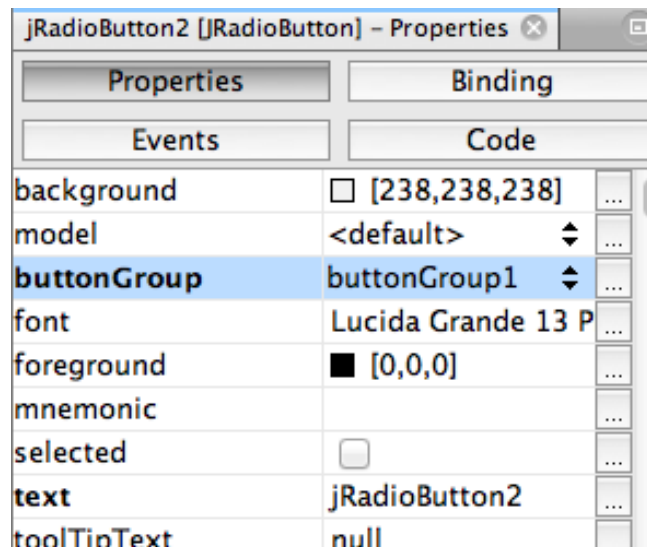 jRadioButton2 [JRadioButton] – Properties
Properties Binding
Events Code
background [238,238,238] ...
model <default> ...
buttonGroup buttonGroup1 ...
font Lucida Grande 13 P ...
foreground [0,0,0] ...
mnemonic ...
selected ...
text jRadioButton2 ...
toolTipText null